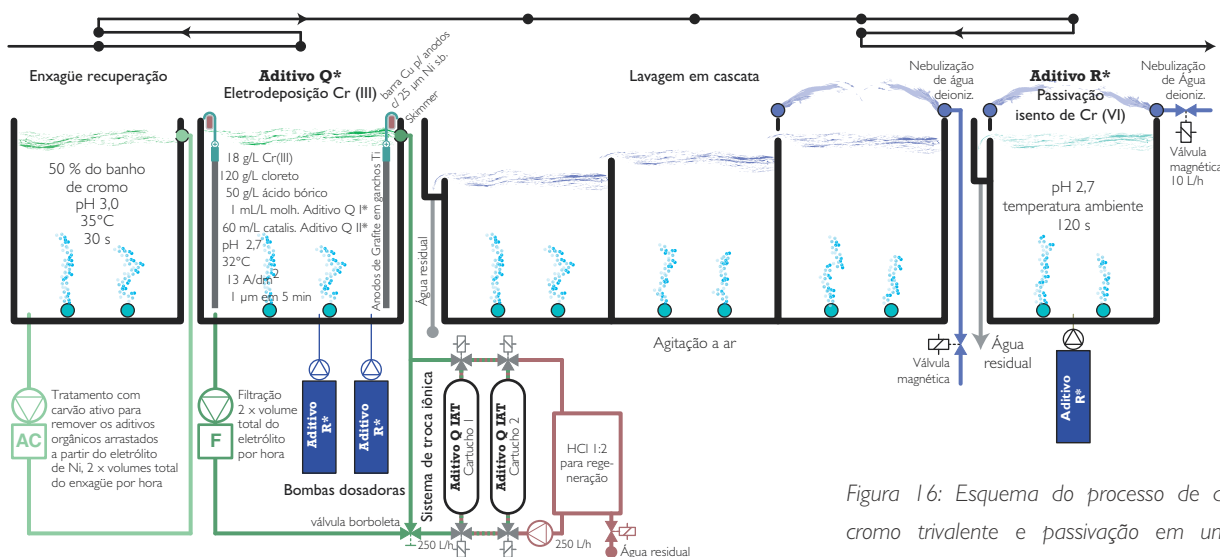 Enxagüe recuperação
Aditivo Q*
Eletrodeposição Cr (III)
barra Cu p/ anodos
c/ 25 µm Ni s.b.
Skimmer
Lavagem em cascata
Nebulização
de água
deioniz.
Aditivo R*
Passivação
isento de Cr (VI)
Nebulização
de Água
deioniz.
Válvula
magnética
10 L/h
50 % do banho
de cromo
pH 3,0
35°C
30 s
18 g/L Cr(III)
120 g/L cloreto
50 g/L ácido bórico
1 mL/L molh. Aditivo Q I*
60 m/L catalis. Aditivo Q II*
pH 2,7
32°C
13 A/dm2
1 µm em 5 min
Anodos de Grafite em ganchos Ti
Água residual
pH 2,7
temperatura ambiente
120 s
Agitação a ar
Válvula
magnética
Água
residual
Tratamento com
carvão ativo para
remover os aditivos
orgânicos arrastados
a partir do eletrólito
de Ni, 2 x volumes total
do enxagüe por hora
AC
Filtração
2 x volume
total do
eletrólito
por hora
F
Aditivo
R*
Aditivo
R*
Bombas dosadoras
Sistema de troca iônica
Aditivo Q IAT
Cartucho 1
Aditivo Q IAT
Cartucho 2
HCl 1:2
para rege-
neração
Aditivo
R*
válvula borboleta
250 L/h
250 L/h
Água residual
Figura 16: Esquema do processo de c
cromo trivalente e passivação em un